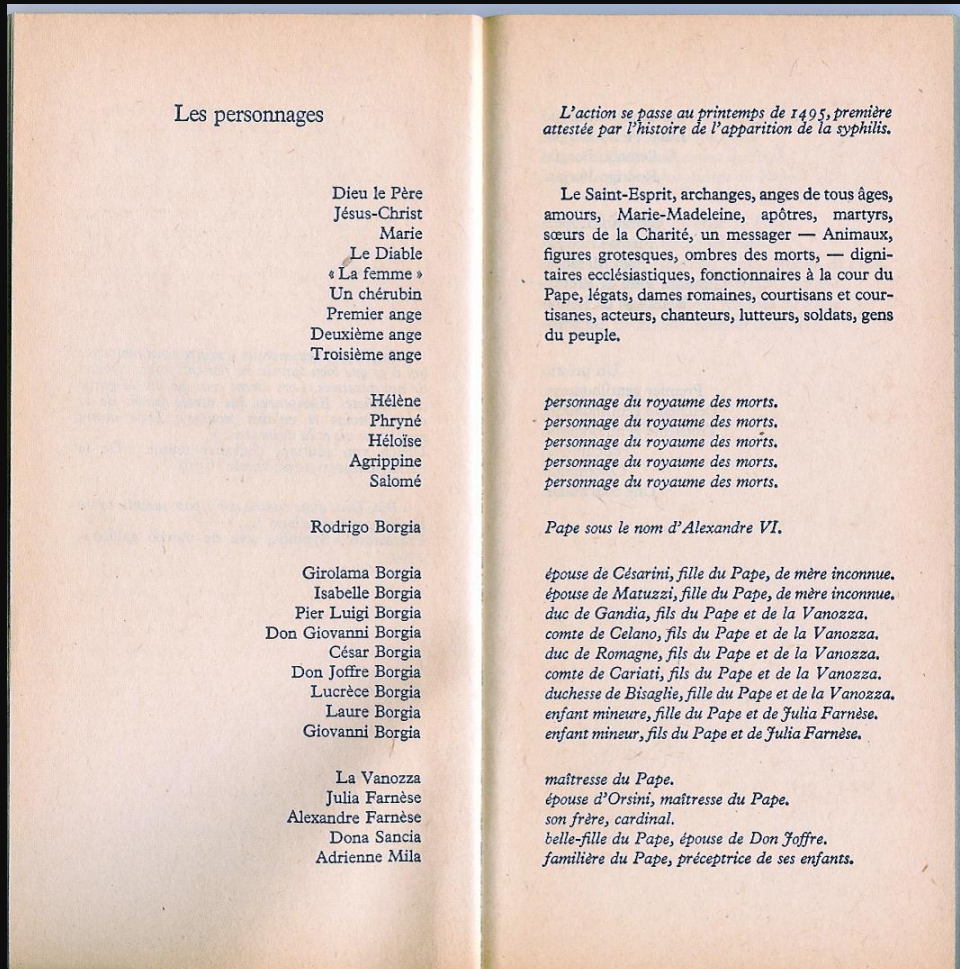 Les personnages
Dieu le Père
Jésus-Christ
Marie
Le Diable
« La femme »
Un chérubin
Premier ange
Deuxième ange
Troisième ange
Hélène
Phryné
Héloïse
Agrippine
Salomé
Rodrigo Borgia
Girolama Borgia
Isabelle Borgia
Pier Luigi Borgia
Don Giovanni Borgia
César Borgia
Don Joffre Borgia
Lucrèce Borgia
Laure Borgia
Giovanni Borgia
La Vanozza
Julia Farnèse
Alexandre Farnèse
Dona Sancia
Adrienne Mila
L'action se passe au printemps de 1495, première
attestée par l'histoire de l'apparition de la syphilis.
Le Saint-Esprit, archanges, anges de tous âges,
amours, Marie-Madeleine, apôtres, martyrs,
sœurs de la Charité, un messager — Animaux,
figures grotesques, ombres des morts, — digni-
taires ecclésiastiques, fonctionnaires à la cour du
Pape, légats, dames romaines, courtisans et cour-
tisanes, acteurs, chanteurs, lutteurs, soldats, gens
du peuple.
personnage du royaume des morts.
personnage du royaume des morts.
personnage du royaume des morts.
personnage du royaume des morts.
personnage du royaume des morts.
Pape sous le nom d'Alexandre VI.
épouse de Césarini, fille du Pape, de mère inconnue.
épouse de Matuzzi, fille du Pape, de mère inconnue.
duc de Gandia, fils du Pape et de la Vanozza.
comte de Celano, fils du Pape et de la Vanozza.
duc de Romagne, fils du Pape et de la Vanozza.
comte de Cariati, fils du Pape et de la Vanozza.
duchesse de Bisaglie, fille du Pape et de la Vanozza.
enfant mineure, fille du Pape et de Julia Farnèse.
enfant mineur, fils du Pape et de Julia Farnèse.
maîtresse du Pape.
épouse d'Orsini, maîtresse du Pape.
son frère, cardinal.
belle-fille du Pape, épouse de Don Joffre.
familière du Pape, préceptrice de ses enfants.